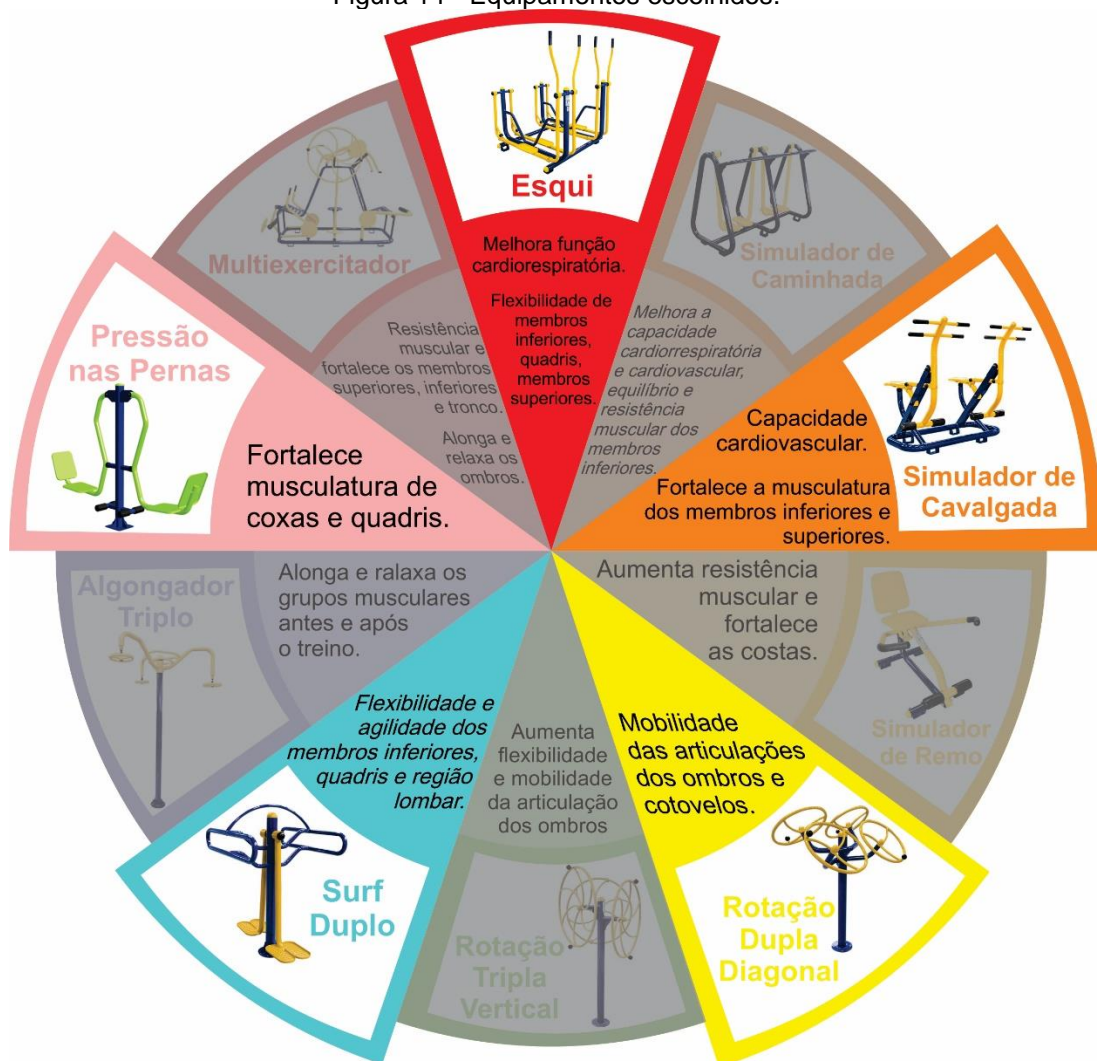 Figura 14 - Equipamentos escolhidos.
Esqui
Melhora função
cardiorespiratória.
Flexibilidade de
membros
inferiores,
quadris,
membros
superiores.
Simulador de
Caminhada
Melhora a
capacidade
cardiorrespiratória
e cardiovascular,
equilíbrio e
resistência
muscular dos
membros
inferiores.
Simulador de
Cavalgada
Capacidade
cardiovascular.
Fortalece a musculatura
dos membros inferiores e
superiores.
Simulador
de Remo
Aumenta resistência
muscular e
fortalece
as costas.
Rotação
Dupla
Diagonal
Mobilidade
das articulações
dos ombros e
cotovelos.
Rotação
Tripla
Vertical
Aumenta
flexibilidade
e mobilidade
da articulação
dos ombros
Surf
Duplo
Flexibilidade e
agilidade dos
membros inferiores,
quadris e região
lombar.
Algongador
Triplo
Alonga e ralaxa os
grupos musculares
antes e após
o treino.
Pressão
nas Pernas
Fortalece
musculatura de
coxas e quadris.
Multiexercitador
Resistência
muscular e
fortalece os membros
superiores, inferiores
e tronco.
Alonga e
relaxa os
ombros.